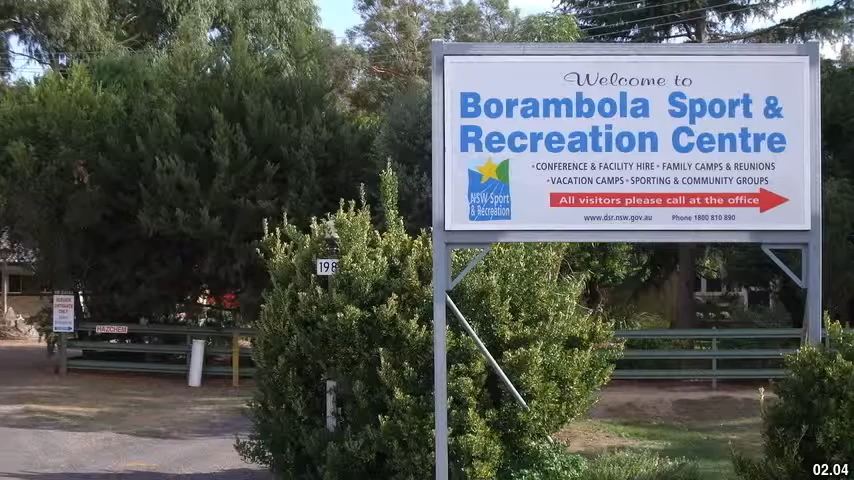 Welcome to
Borambola Sport &
Recreation Centre
•CONFERENCE & FACILITY HIRE • FAMILY CAMPS & REUNIONS
•VACATION CAMPS • SPORTING & COMMUNITY GROUPS
NSW Sport
& Recreation
All visitors please call at the office
www.dsr.nsw.gov.au Phone 1800 810 890
198
HAZCHEM
02.04